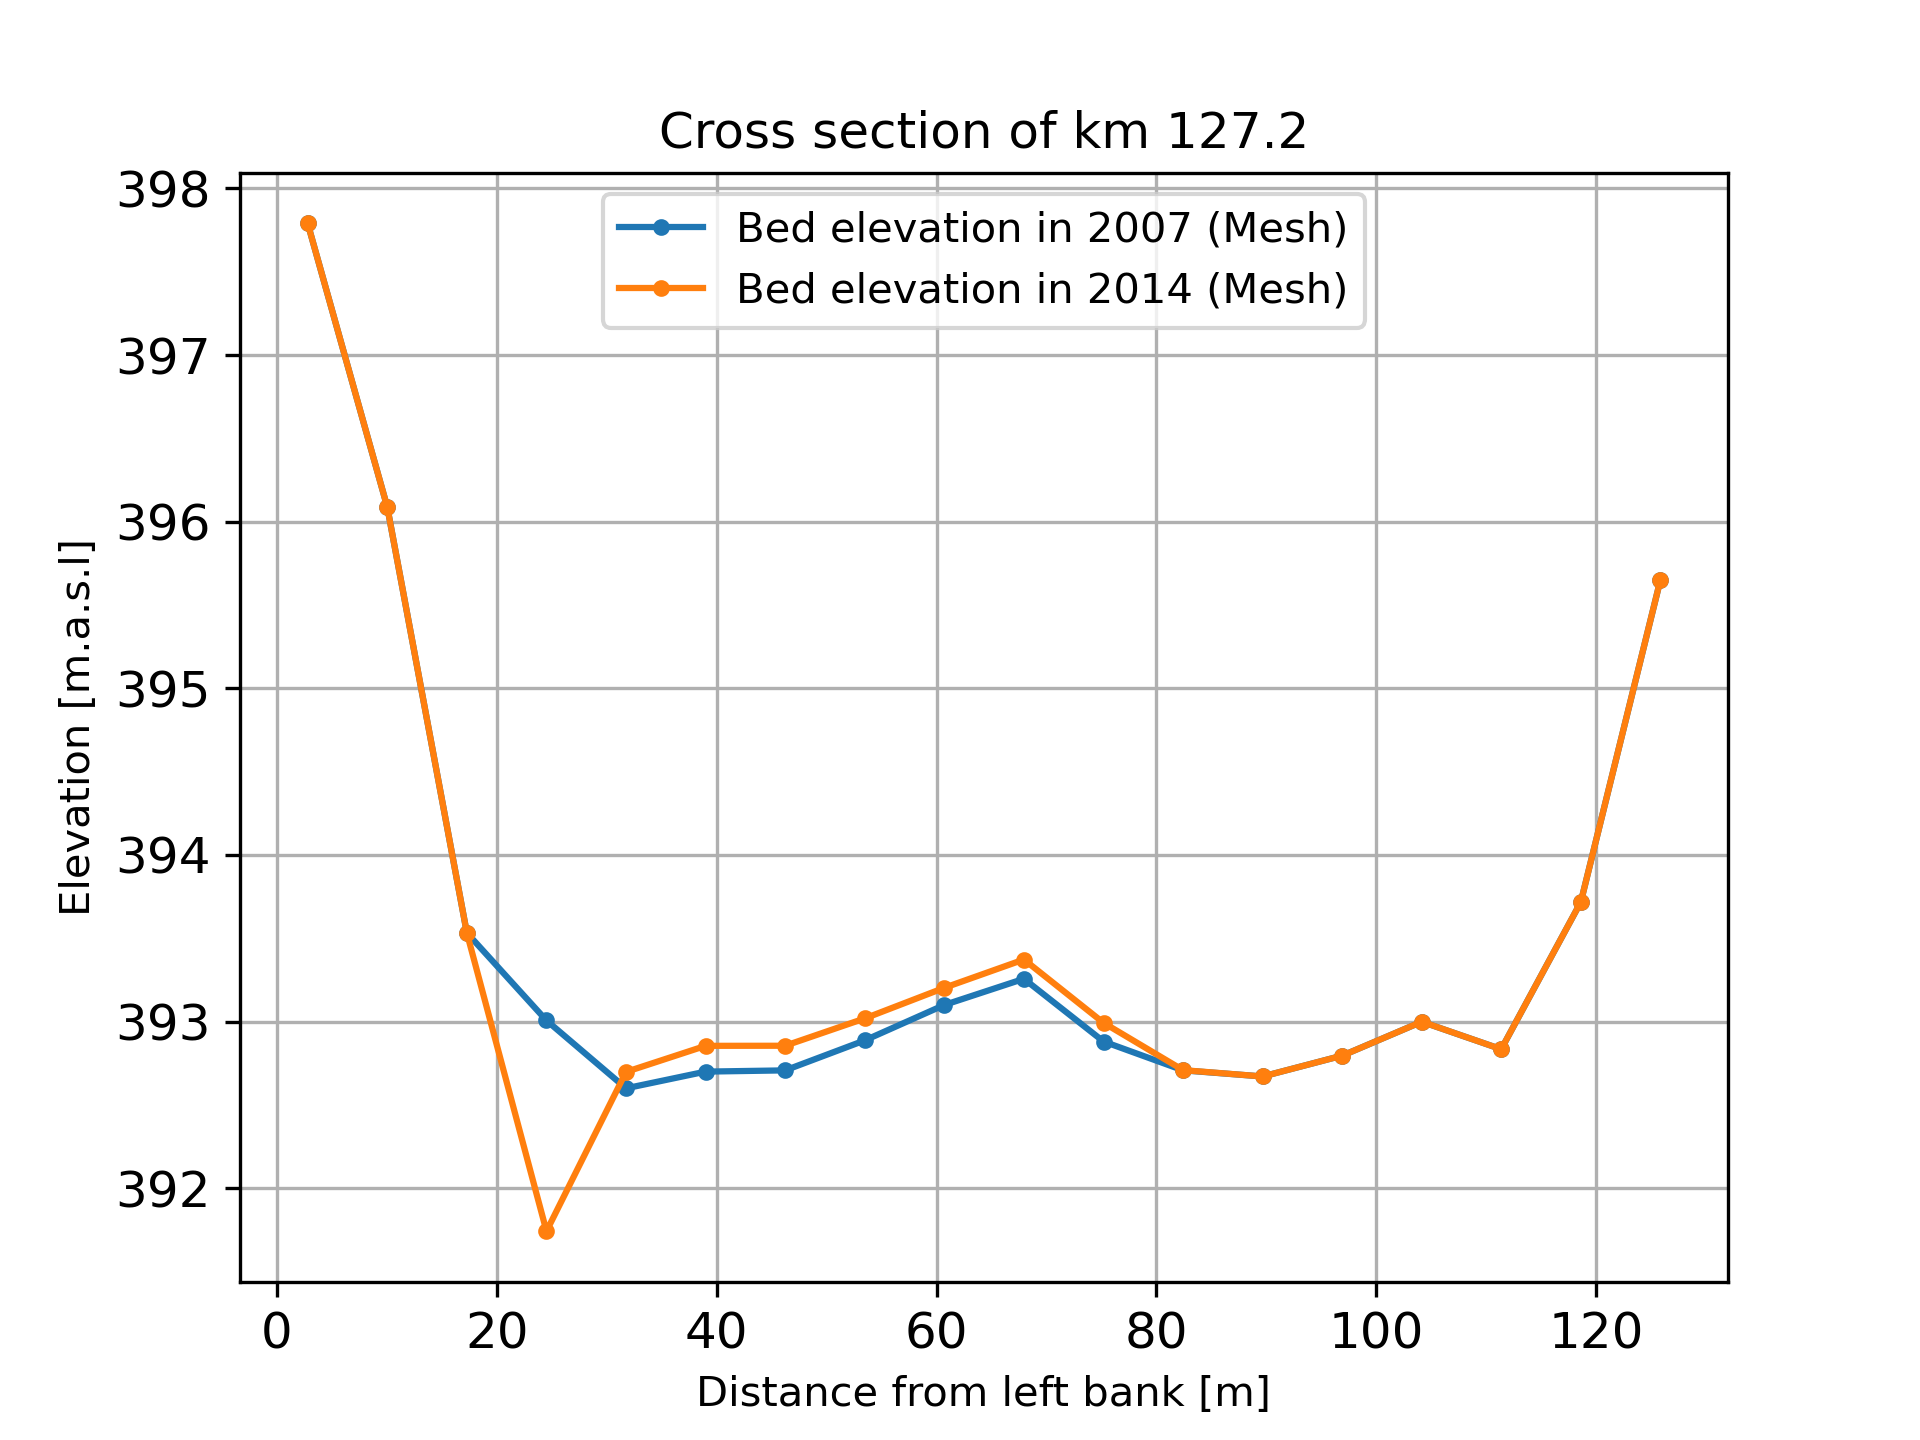 Cross section of km 127.2
Bed elevation in 2007 (Mesh)
Bed elevation in 2014 (Mesh)
398
397
396
395
394
393
392
Elevation [m.a.s.l]
0 20 40 60 80 100 120
Distance from left bank [m]